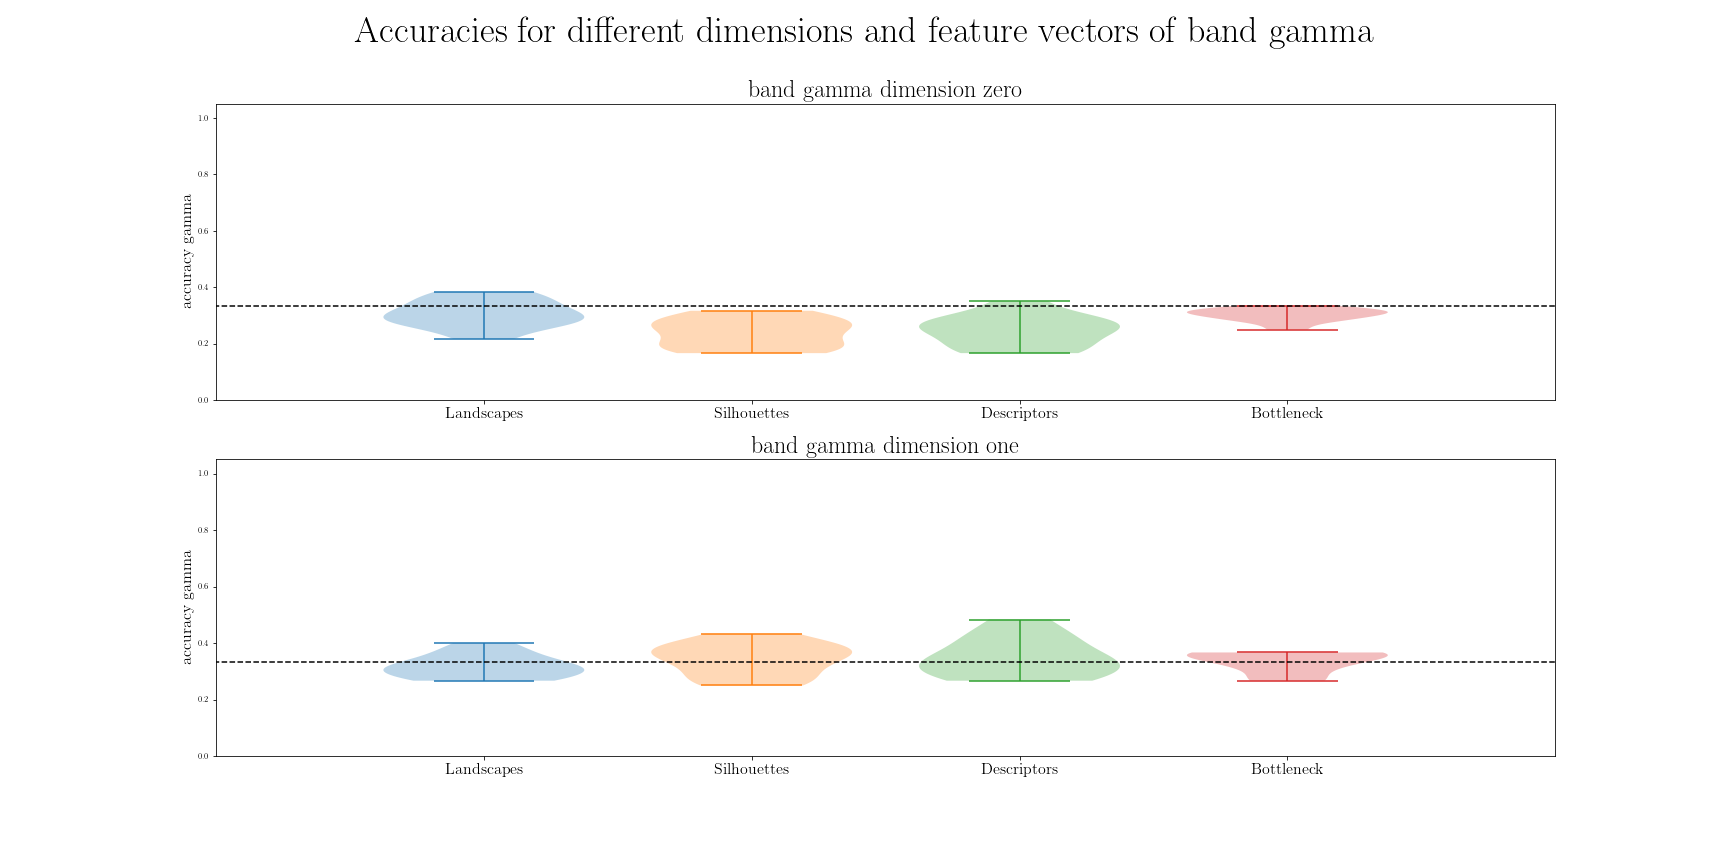 Accuracies for different dimensions and feature vectors of band gamma
band gamma dimension zero
1.0
0.8
0.6
0.4
0.2
0.0
accuracy gamma
Landscapes Silhouettes Descriptors Bottleneck
band gamma dimension one
1.0
0.8
0.6
0.4
0.2
0.0
accuracy gamma
Landscapes Silhouettes Descriptors Bottleneck